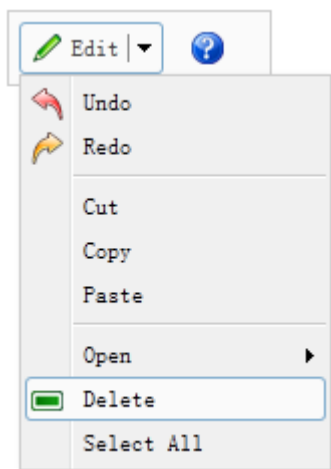 Edit
Undo
Redo
Cut
Copy
Paste
Open
Delete
Select All